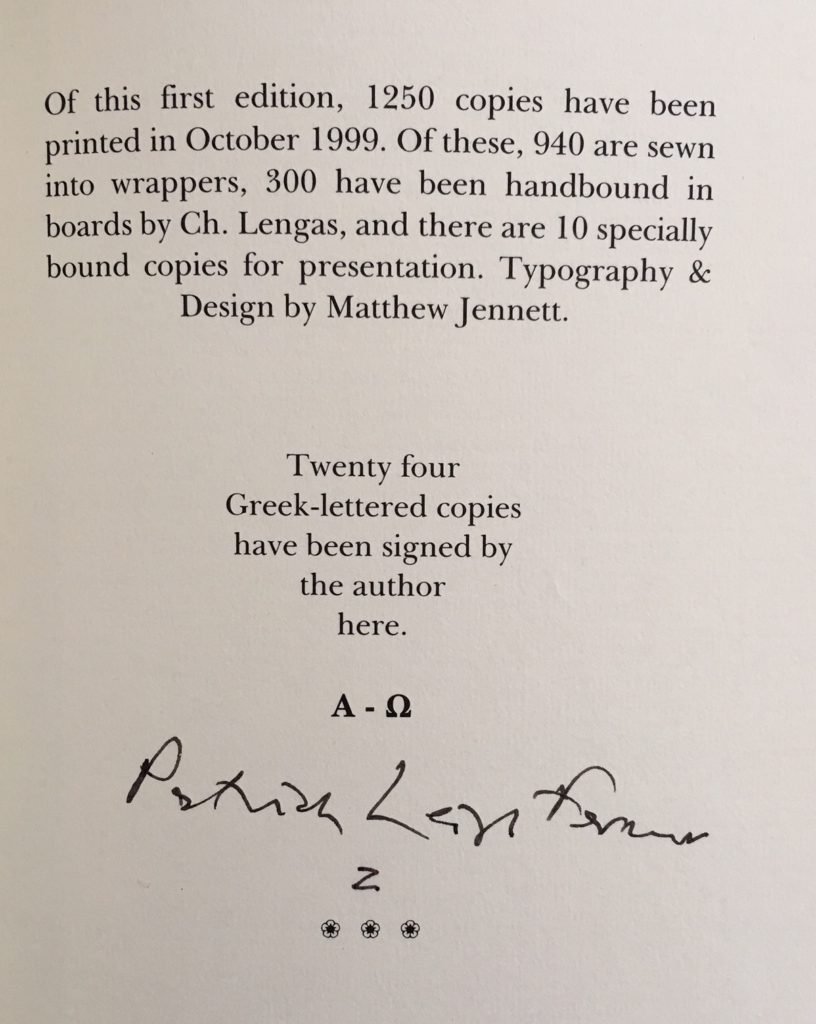 Of this first edition, 1250 copies have been
printed in October 1999. Of these, 940 are sewn
into wrappers, 300 have been handbound in
boards by Ch. Lengas, and there are 10 specially
bound copies for presentation. Typography &
Design by Matthew Jennett.
Twenty four
Greek-lettered copies
have been signed by
the author
here.
Α - Ω
Patrick Leigh Fermor
Ζ